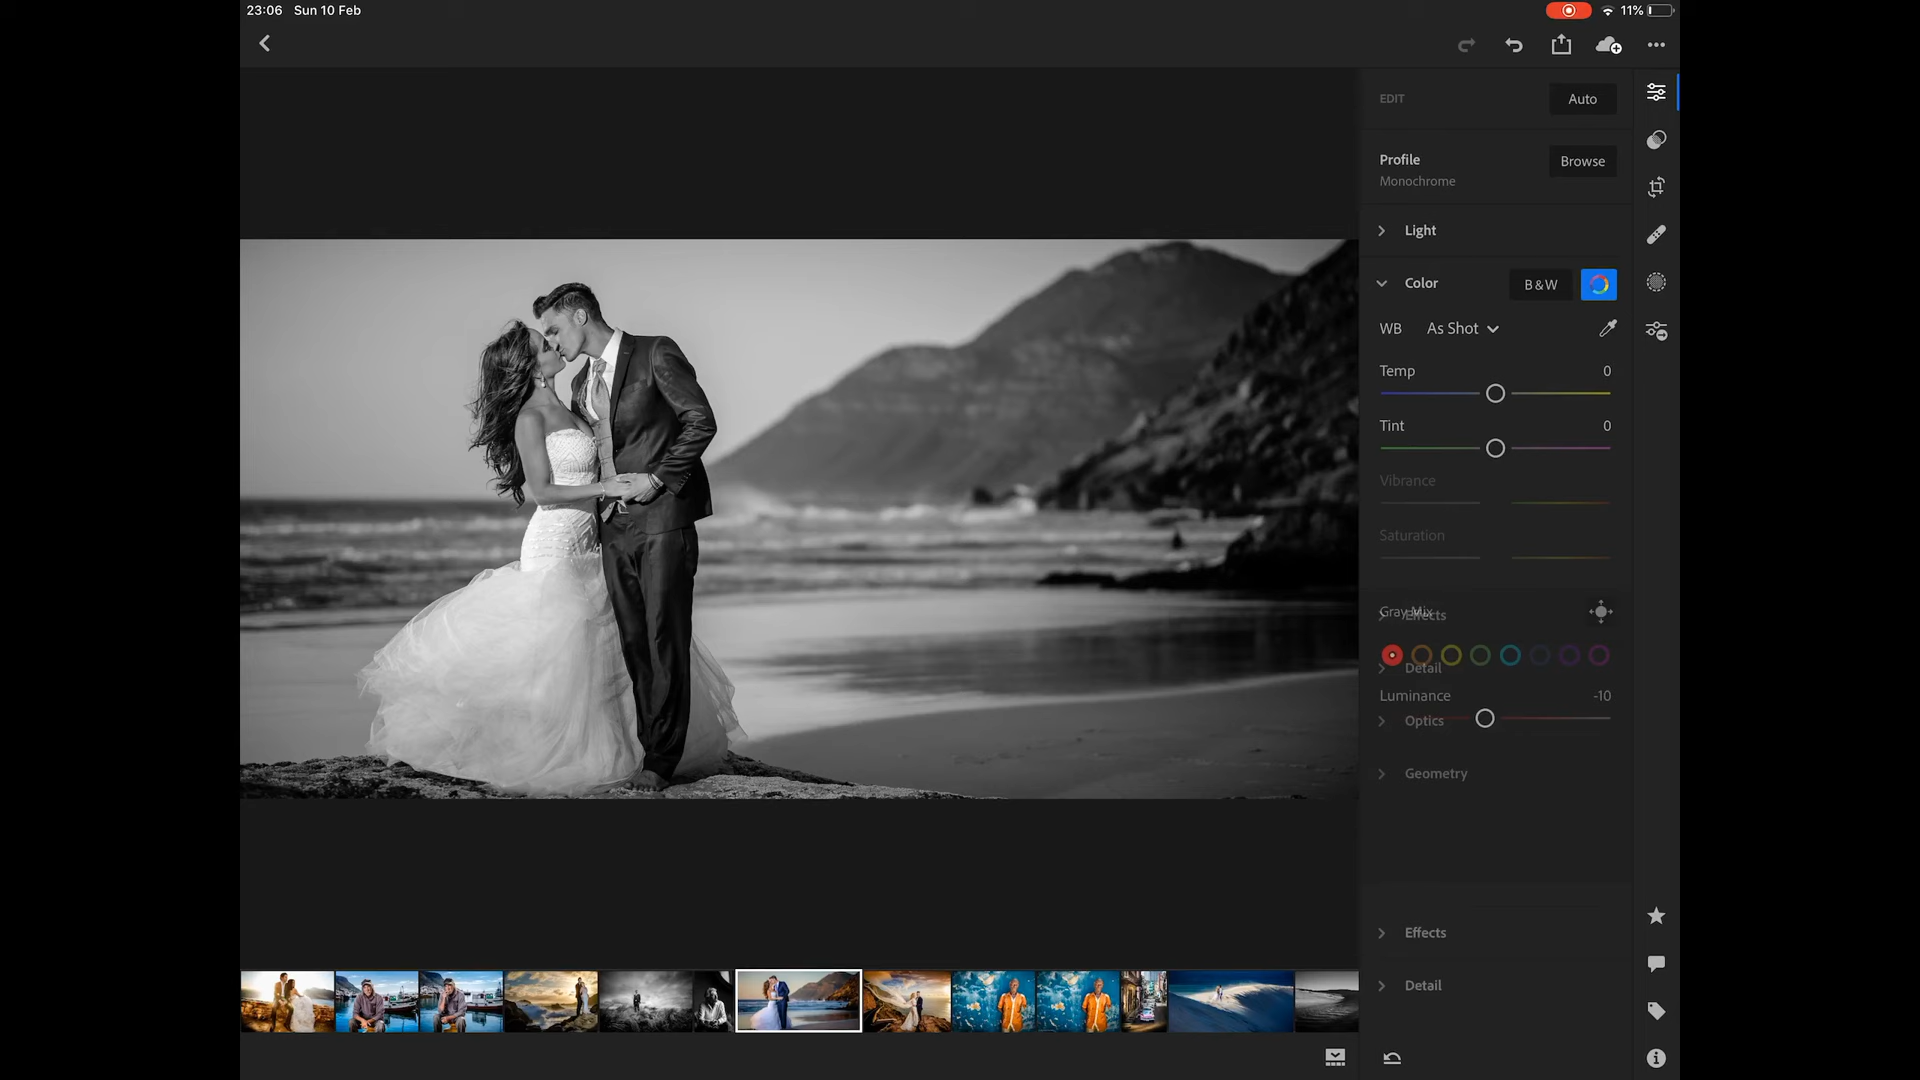 23:06 Sun 10 Feb
11%
EDIT
Auto
Profile
Browse
Monochrome
Light
Color
B&W
WB As Shot
Temp 0
Tint 0
Vibrance
Saturation
Gray Mix
Effects
Detail
Luminance -10
Optics
Geometry
Effects
Detail